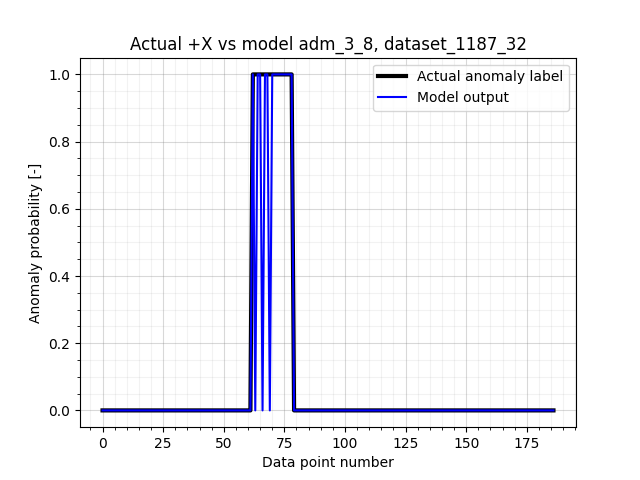 Actual +X vs model adm_3_8, dataset_1187_32
Actual anomaly label
Model output
Anomaly probability [-]
1.0
0.8
0.6
0.4
0.2
0.0
0 25 50 75 100 125 150 175
Data point number